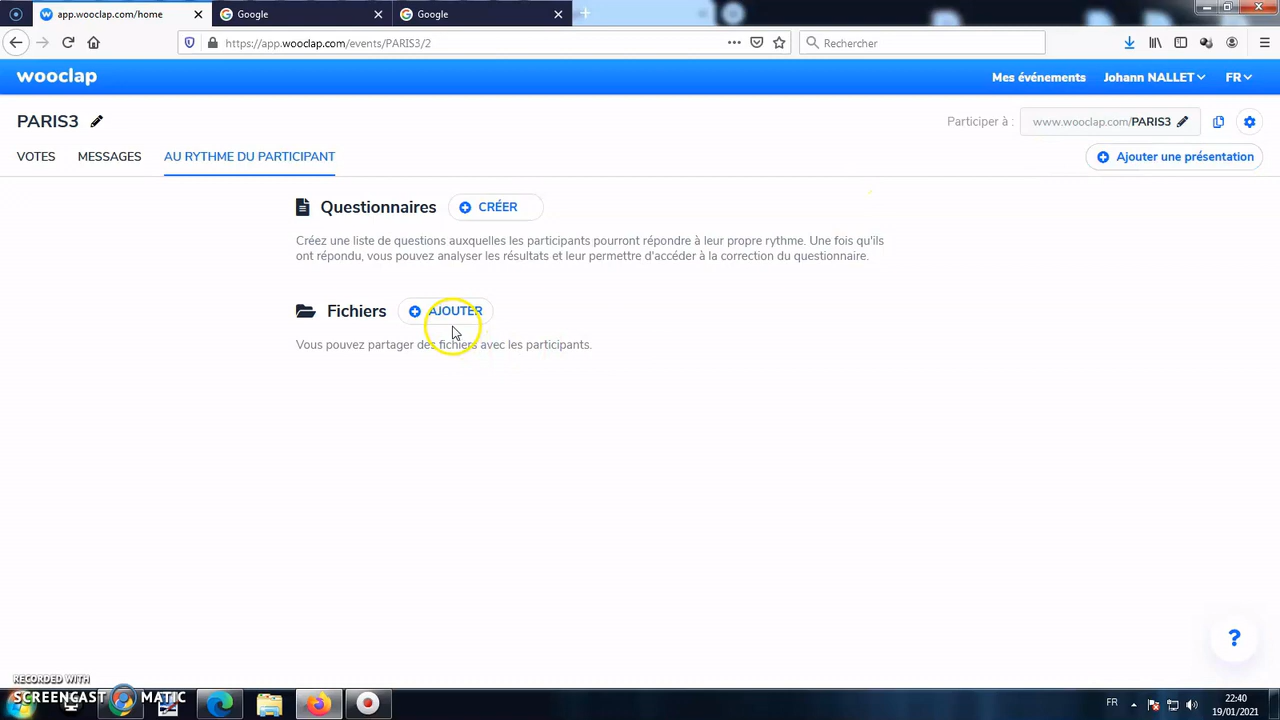 app.wooclap.com/home
Google
Google
https://app.wooclap.com/events/PARIS3/2
Rechercher
wooclap
Mes événements
Johann NALLET
FR
PARIS3
Participer à :
www.wooclap.com/PARIS3
VOTES
MESSAGES
AU RYTHME DU PARTICIPANT
Ajouter une présentation
Questionnaires
CRÉER
Créez une liste de questions auxquelles les participants pourront répondre à leur propre rythme. Une fois qu'ils
ont répondu, vous pouvez analyser les résultats et leur permettre d'accéder à la correction du questionnaire.
Fichiers
AJOUTER
Vous pouvez partager des fichiers avec les participants.
?
RECORDED WITH
SCREENCAST MATIC
FR
22:40
19/01/2021